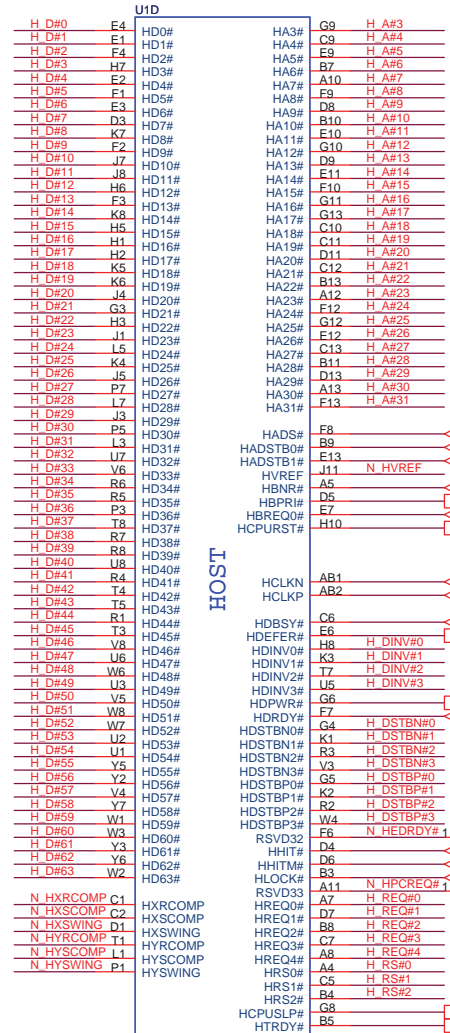 U1D
H_D#0 E4 HD0#
H_D#1 E1 HD1#
H_D#2 F4 HD2#
H_D#3 H7 HD3#
H_D#4 E2 HD4#
H_D#5 F1 HD5#
H_D#6 E3 HD6#
H_D#7 D3 HD7#
H_D#8 K7 HD8#
H_D#9 F2 HD9#
H_D#10 J7 HD10#
H_D#11 J8 HD11#
H_D#12 H6 HD12#
H_D#13 F3 HD13#
H_D#14 K8 HD14#
H_D#15 H5 HD15#
H_D#16 H1 HD16#
H_D#17 H2 HD17#
H_D#18 K5 HD18#
H_D#19 K6 HD19#
H_D#20 J4 HD20#
H_D#21 G3 HD21#
H_D#22 H3 HD22#
H_D#23 J1 HD23#
H_D#24 L5 HD24#
H_D#25 K4 HD25#
H_D#26 J5 HD26#
H_D#27 P7 HD27#
H_D#28 L7 HD28#
H_D#29 J3 HD29#
H_D#30 P5 HD30#
H_D#31 L3 HD31#
H_D#32 U7 HD32#
H_D#33 V6 HD33#
H_D#34 R6 HD34#
H_D#35 R5 HD35#
H_D#36 P3 HD36#
H_D#37 T8 HD37#
H_D#38 R7 HD38#
H_D#39 R8 HD39#
H_D#40 U8 HD40#
H_D#41 R4 HD41#
H_D#42 T4 HD42#
H_D#43 T5 HD43#
H_D#44 R1 HD44#
H_D#45 T3 HD45#
H_D#46 V8 HD46#
H_D#47 U6 HD47#
H_D#48 W6 HD48#
H_D#49 U3 HD49#
H_D#50 V5 HD50#
H_D#51 W8 HD51#
H_D#52 W7 HD52#
H_D#53 U2 HD53#
H_D#54 U1 HD54#
H_D#55 Y5 HD55#
H_D#56 Y2 HD56#
H_D#57 V4 HD57#
H_D#58 Y7 HD58#
H_D#59 W1 HD59#
H_D#60 W3 HD60#
H_D#61 Y3 HD61#
H_D#62 Y6 HD62#
H_D#63 W2 HD63#
N_HXRCOMP C1 HXRCOMP
N_HXSCOMP C2 HXSCOMP
N_HXSWING D1 HXSWING
N_HYRCOMP T1 HYRCOMP
N_HYSCOMP L1 HYSCOMP
N_HYSWING P1 HYSWING
HOST
HA3# G9 H_A#3
HA4# C9 H_A#4
HA5# E9 H_A#5
HA6# B7 H_A#6
HA7# A10 H_A#7
HA8# F9 H_A#8
HA9# D8 H_A#9
HA10# B10 H_A#10
HA11# E10 H_A#11
HA12# G10 H_A#12
HA13# D9 H_A#13
HA14# E11 H_A#14
HA15# F10 H_A#15
HA16# G11 H_A#16
HA17# G13 H_A#17
HA18# C10 H_A#18
HA19# C11 H_A#19
HA20# D11 H_A#20
HA21# C12 H_A#21
HA22# B13 H_A#22
HA23# A12 H_A#23
HA24# F12 H_A#24
HA25# G12 H_A#25
HA26# E12 H_A#26
HA27# C13 H_A#27
HA28# B11 H_A#28
HA29# D13 H_A#29
HA30# A13 H_A#30
HA31# F13 H_A#31
HADS# F8
HADSTB0# B9
HADSTB1# E13
HVREF J11 N_HVREF
HBNR# A5
HBPRI# D5
HBREQ0# E7
HCPURST# H10
HCLKN AB1
HCLKP AB2
HDBSY# C6
HDEFER# E6
HDINV0# H8 H_DINV#0
HDINV1# K3 H_DINV#1
HDINV2# T7 H_DINV#2
HDINV3# U5 H_DINV#3
HDPWR# G6
HDRDY# F7
HDSTBN0# G4 H_DSTBN#0
HDSTBN1# K1 H_DSTBN#1
HDSTBN2# R3 H_DSTBN#2
HDSTBN3# V3 H_DSTBN#3
HDSTBP0# G5 H_DSTBP#0
HDSTBP1# K2 H_DSTBP#1
HDSTBP2# R2 H_DSTBP#2
HDSTBP3# W4 H_DSTBP#3
RSVD32 F6 N_HEDRDY# 1
HHIT# D4
HHITM# D6
HLOCK# B3
RSVD33 A11 N_HPCREQ# 1
HREQ0# A7 H_REQ#0
HREQ1# D7 H_REQ#1
HREQ2# B8 H_REQ#2
HREQ3# C7 H_REQ#3
HREQ4# A8 H_REQ#4
HRS0# A4 H_RS#0
HRS1# C5 H_RS#1
HRS2# B4 H_RS#2
HCPUSLP# G8
HTRDY# B5